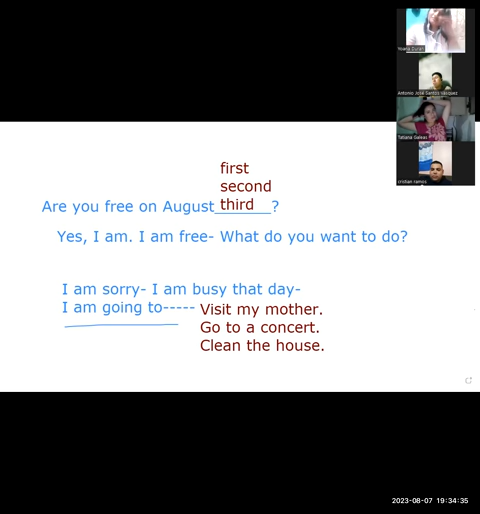 Yoana Duran
Antonio José Santos Vásquez
Tatiana Galeas
cristian ramos
first
second
third
Are you free on August______?
Yes, I am. I am free- What do you want to do?
I am sorry- I am busy that day-
I am going to-----
Visit my mother.
Go to a concert.
Clean the house.
2023-08-07 19:34:35